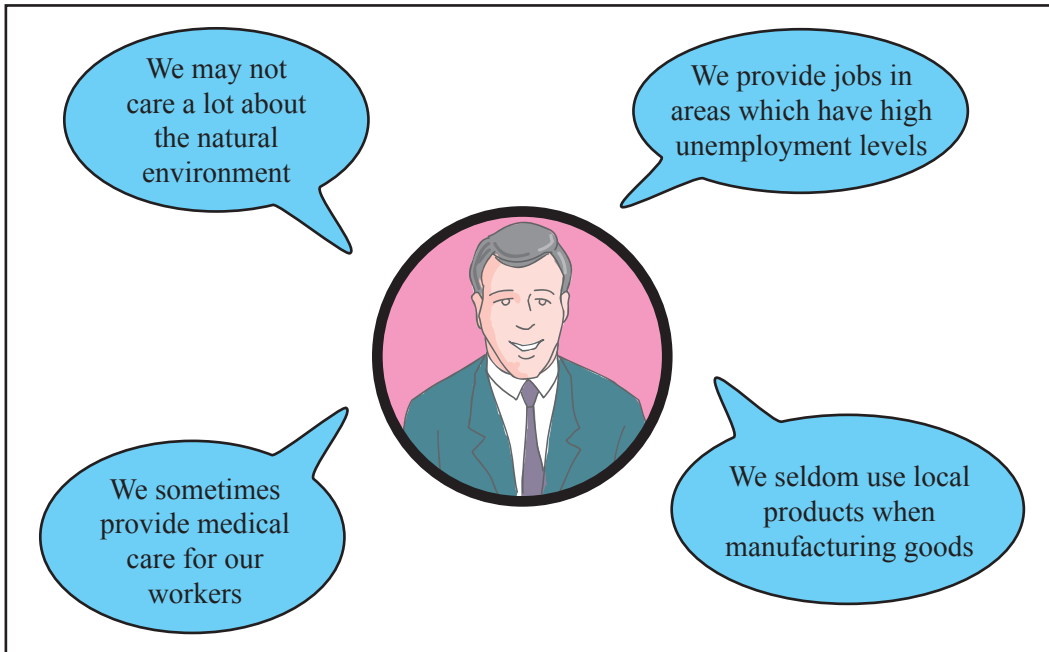 We may not
care a lot about
the natural
environment
We provide jobs in
areas which have high
unemployment levels
We sometimes
provide medical
care for our
workers
We seldom use local
products when
manufacturing goods